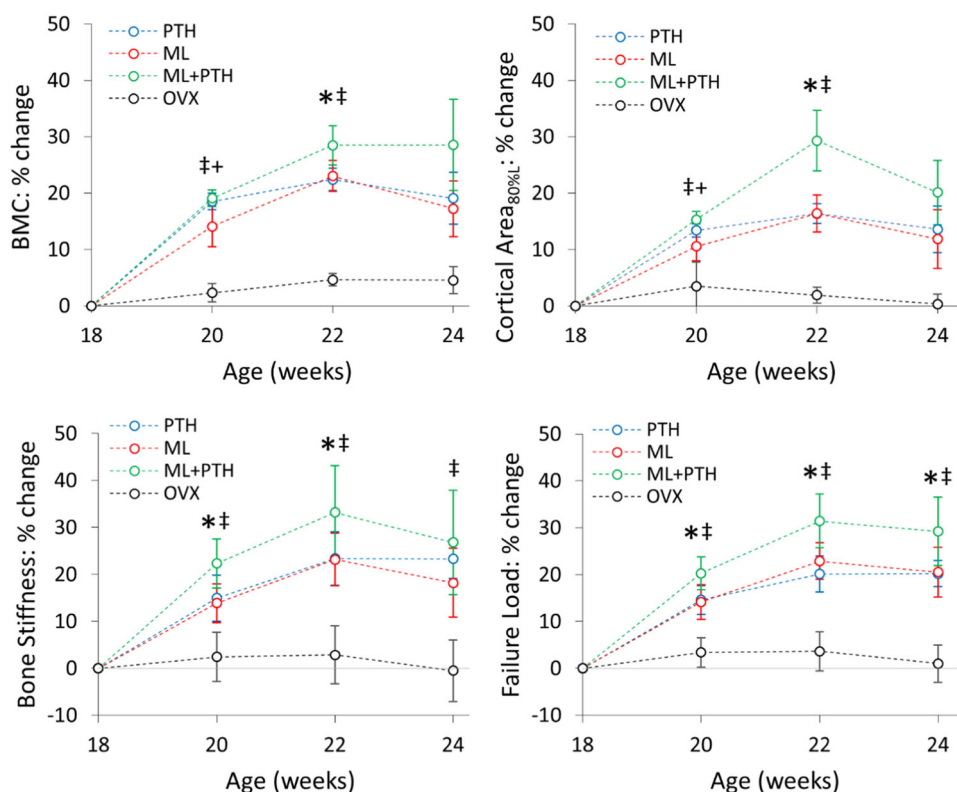 BMC: % change
50
40
30
20
10
0
PTH
ML
ML+PTH
OVX
‡+
*‡
18
20
22
24
Age (weeks)
Cortical Area80%L: % change
50
40
30
20
10
0
PTH
ML
ML+PTH
OVX
‡+
*‡
18
20
22
24
Age (weeks)
Bone Stiffness: % change
50
40
30
20
10
0
-10
PTH
ML
ML+PTH
OVX
*‡
*‡
‡
18
20
22
24
Age (weeks)
Failure Load: % change
50
40
30
20
10
0
-10
PTH
ML
ML+PTH
OVX
*‡
*‡
*‡
18
20
22
24
Age (weeks)